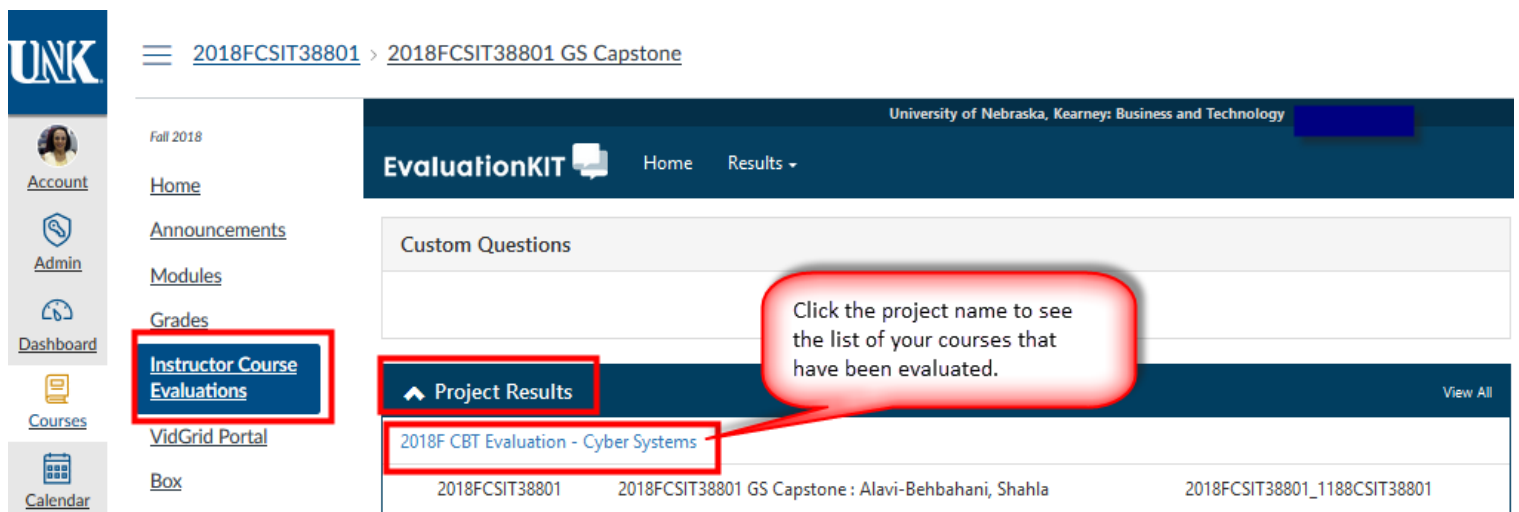 UNK
2018FCSIT38801 > 2018FCSIT38801 GS Capstone
Account
Admin
Dashboard
Courses
Calendar
Fall 2018
Home
Announcements
Modules
Grades
Instructor Course
Evaluations
VidGrid Portal
Box
University of Nebraska, Kearney: Business and Technology
EvaluationKIT Home Results
Custom Questions
Click the project name to see
the list of your courses that
have been evaluated.
Project Results View All
2018F CBT Evaluation - Cyber Systems
2018FCSIT38801 2018FCSIT38801 GS Capstone : Alavi-Behbahani, Shahla 2018FCSIT38801_1188CSIT38801